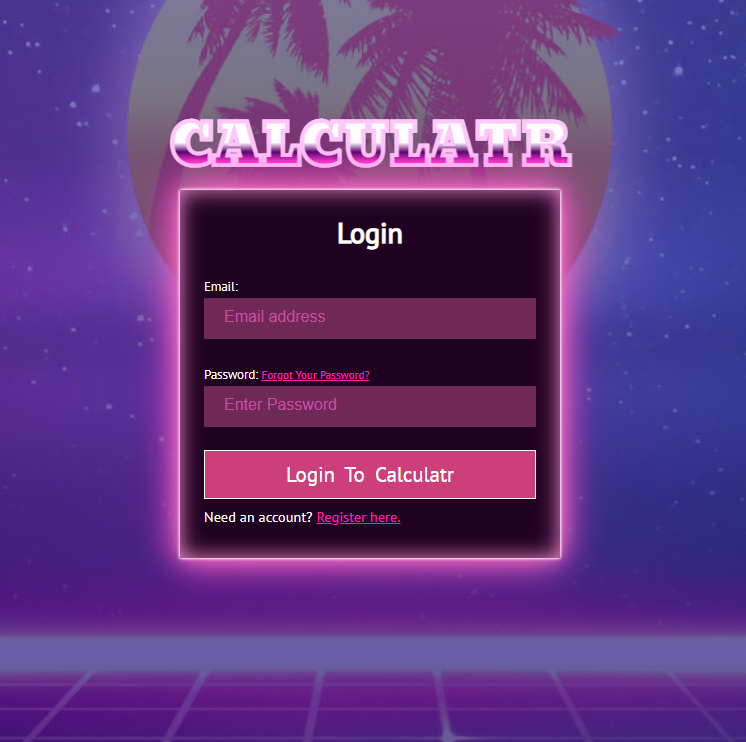 CALCULATR
Login
Email:
Email address
Password: Forgot Your Password?
Enter Password
Login To Calculatr
Need an account? Register here.